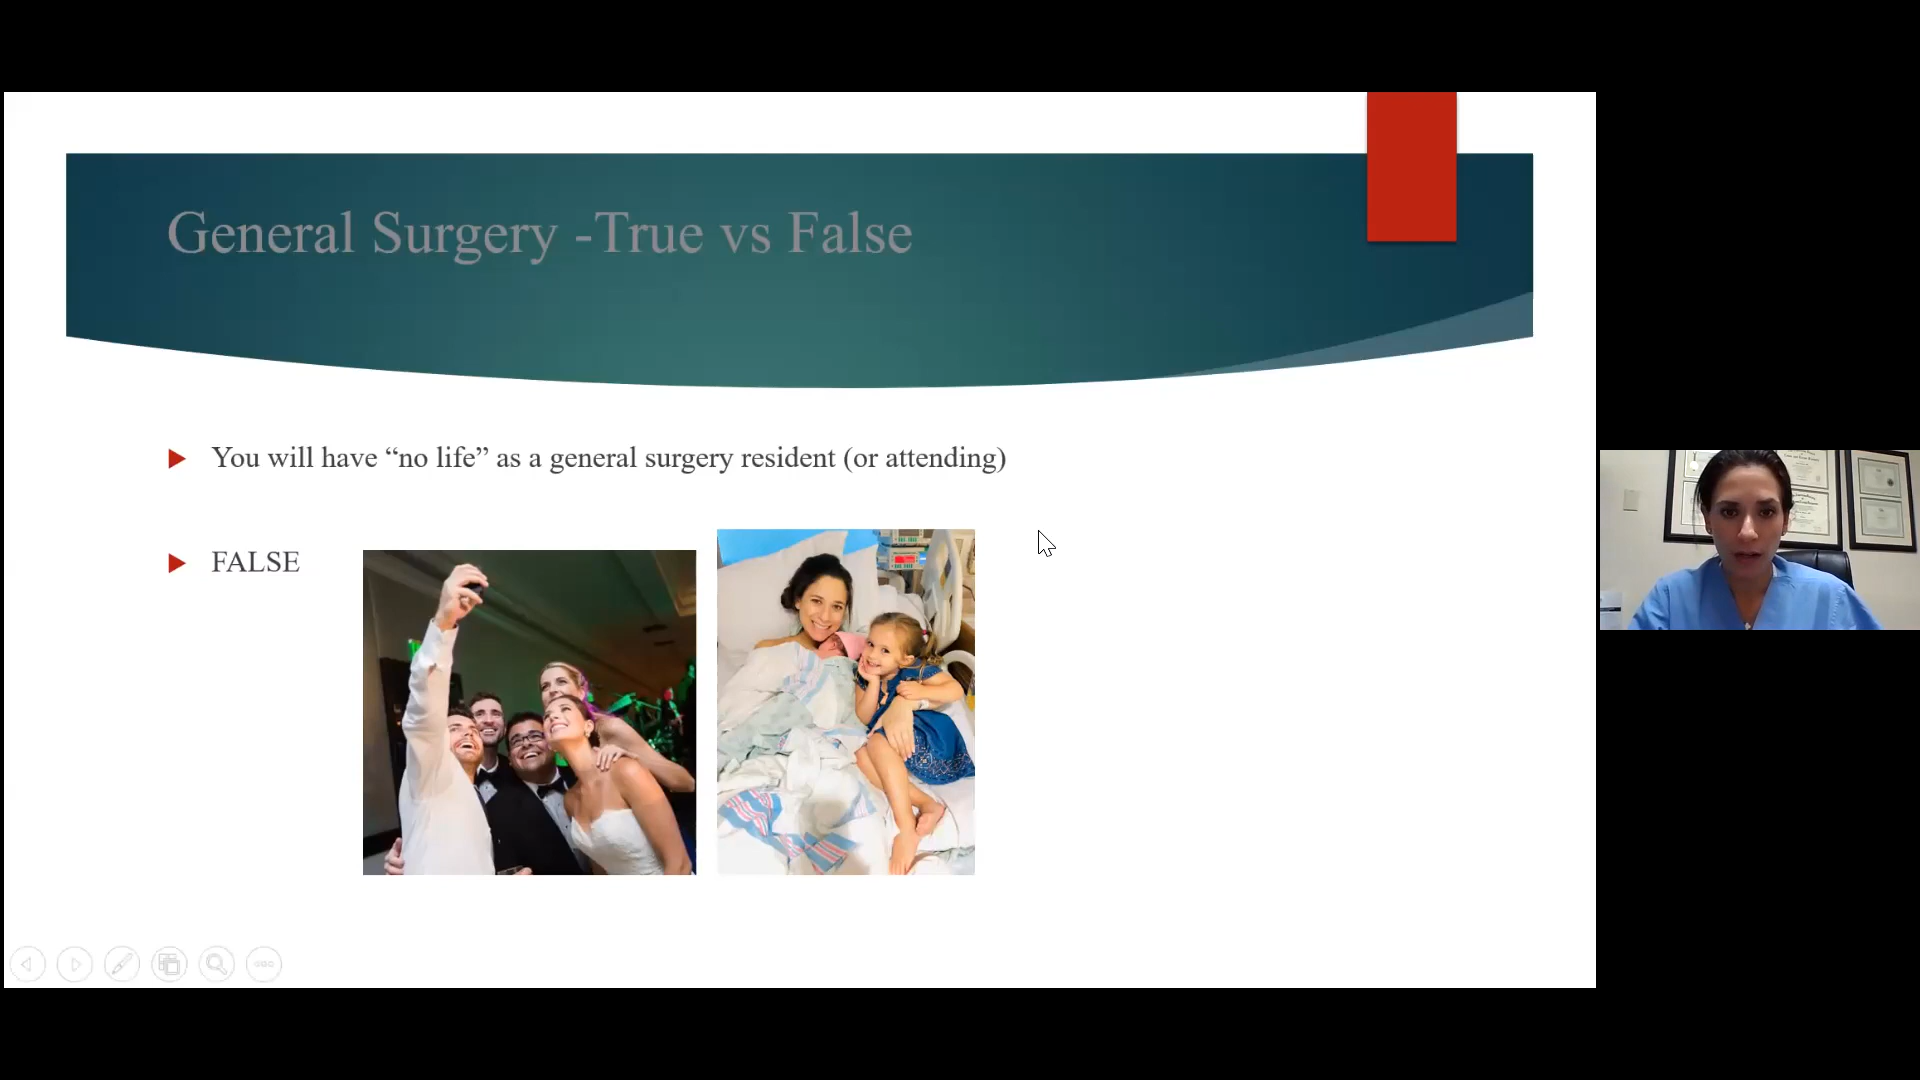 General Surgery -True vs False
You will have “no life” as a general surgery resident (or attending)
FALSE